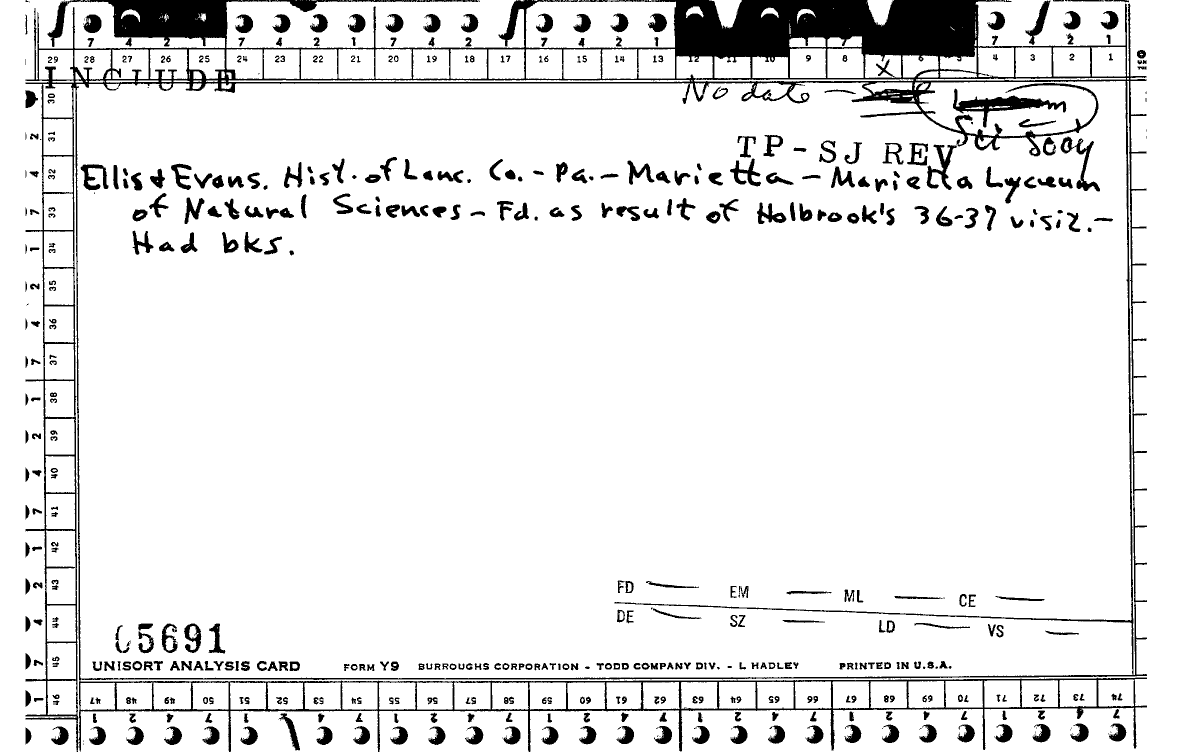 7 4 2 1 7 4 2 1 7 4 2 1 7 4 2 1
29 28 27 26 25 24 23 22 21 20 19 18 17 16 15 14 13 12 11 10 9 8 7 6 5 4 3 2 1
INCLUDE
No date –
Lyceum
Sci Socy
TP-SJ REV
Ellis & Evans. Hist. of Lanc. Co. - Pa. - Marietta - Marietta Lyceum
of Natural Sciences - Fd. as result of Holbrook's 36-37 visit. -
Had bks.
30
2 31
4 32
7 33
1 34
2 35
4 36
7 37
1 38
2 39
4 40
7 41
1 42
2 43
4 44
7 45
1 46
FD — EM — ML — CE —
DE — SZ — LD — VS —
05691
UNISORT ANALYSIS CARD FORM Y9 BURROUGHS CORPORATION - TODD COMPANY DIV. - L HADLEY PRINTED IN U.S.A.
47 48 49 50 51 52 53 54 55 56 57 58 59 60 61 62 63 64 65 66 67 68 69 70 71 72 73 74
1 2 4 7 1 4 7 1 2 4 7 1 2 4 7 1 2 4 7 1 2 4 7 1 2 4 7